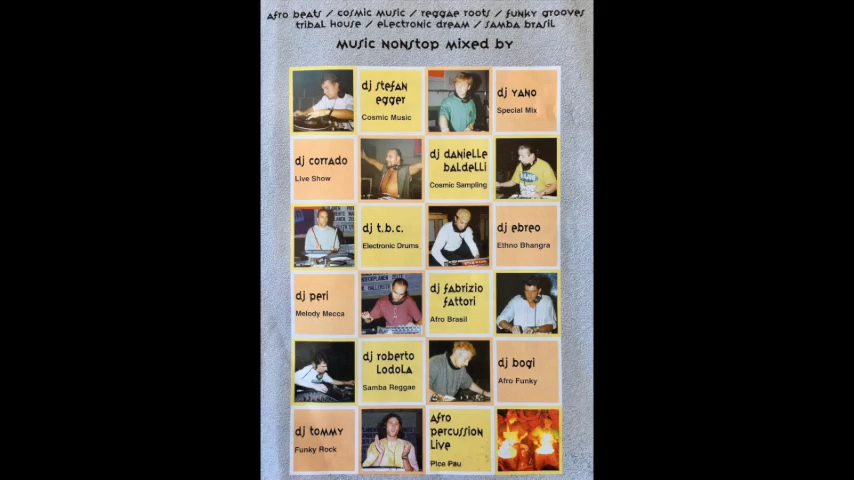 AFRO BEATS / COSMIC MUSIC / REGGAE ROOTS / FUNKY GROOVES
TRIBAL HOUSE / ELECTRONIC DREAM / SAMBA BRASIL
MUSIC NONSTOP MIXED BY
DJ STEFAN
EGGER
Cosmic Music
DJ YANO
Special Mix
DJ CORRADO
Live Show
DJ DANIELLE
BALDELLI
Cosmic Sampling
DJ T.B.C.
Electronic Drums
DJ EBREO
Ethno Bhangra
DJ PERI
Melody Mecca
DJ FABRIZIO
FATTORI
Afro Brasil
DJ ROBERTO
LODOLA
Samba Reggae
DJ BOGI
Afro Funky
DJ TOMMY
Funky Rock
AFRO
PERCUSSION
LIVE
Pica Pau